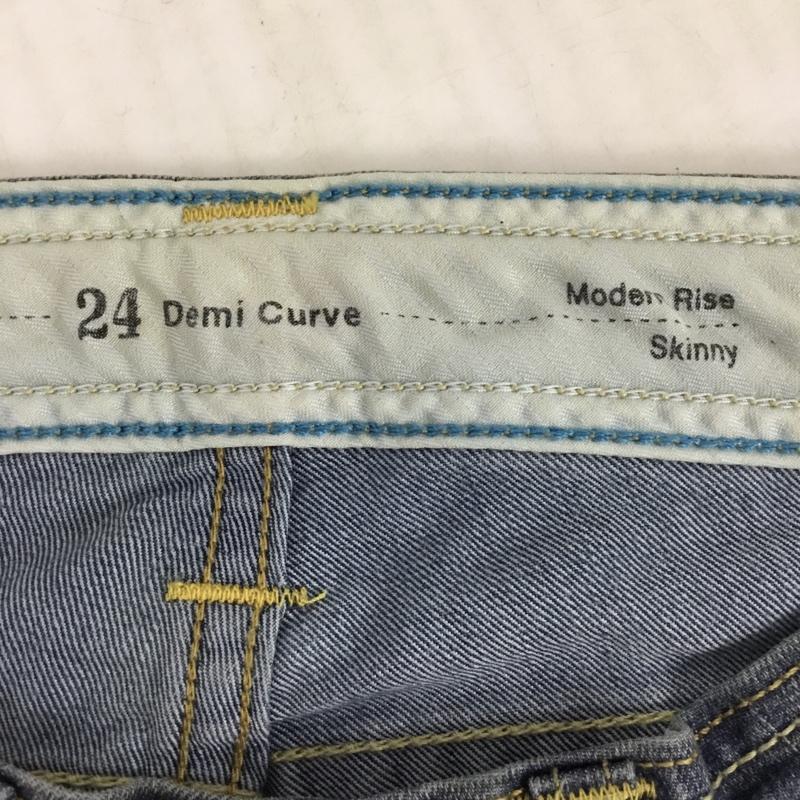 24 Demi Curve
Modern Rise
Skinny